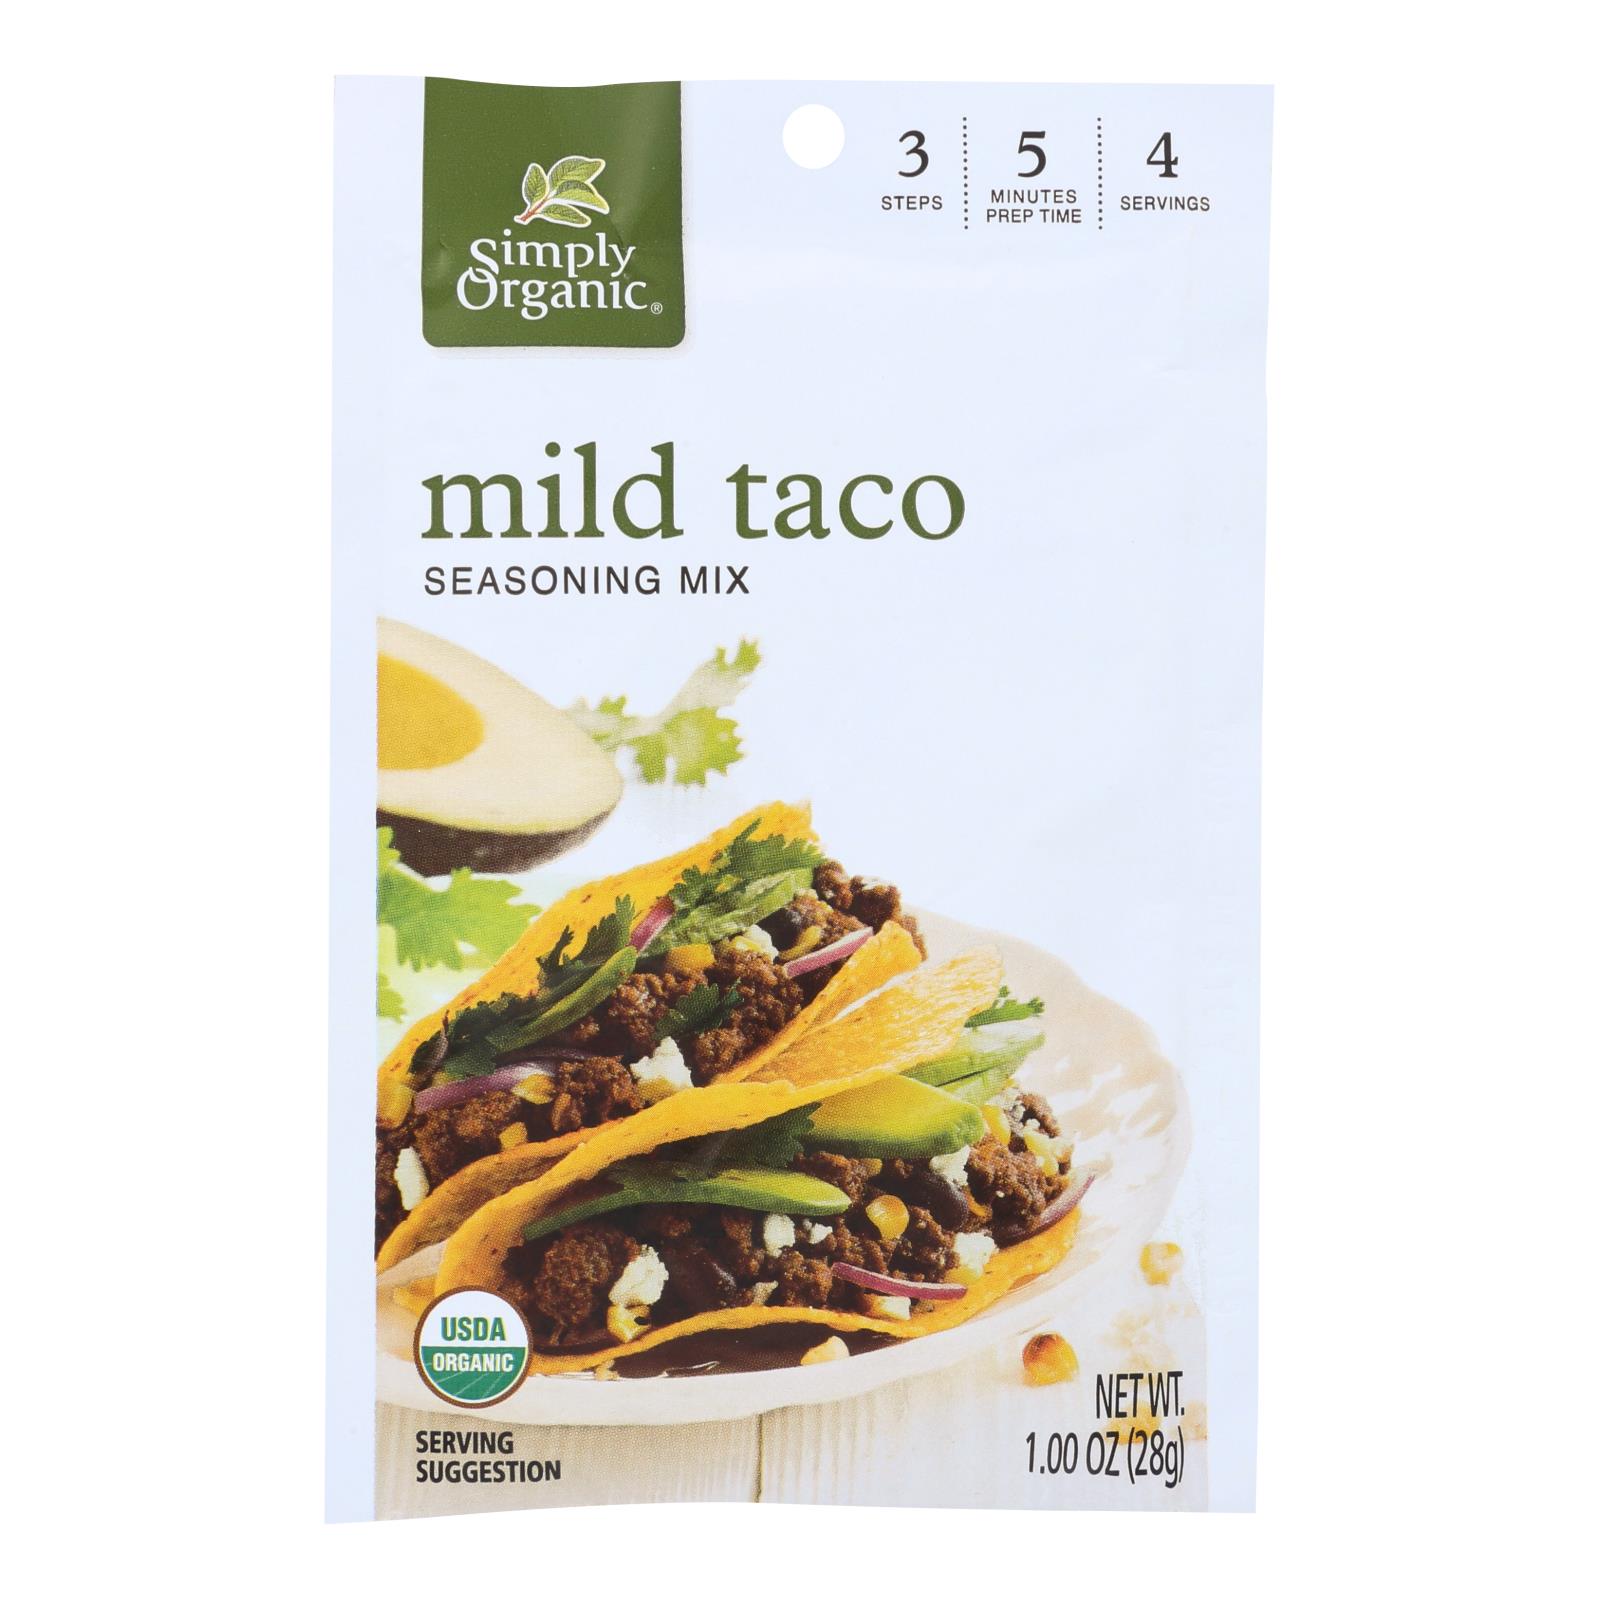 Simply
Organic®
3
STEPS
5
MINUTES
PREP TIME
4
SERVINGS
mild taco
SEASONING MIX
USDA
ORGANIC
SERVING
SUGGESTION
NET WT.
1.00 OZ (28g)